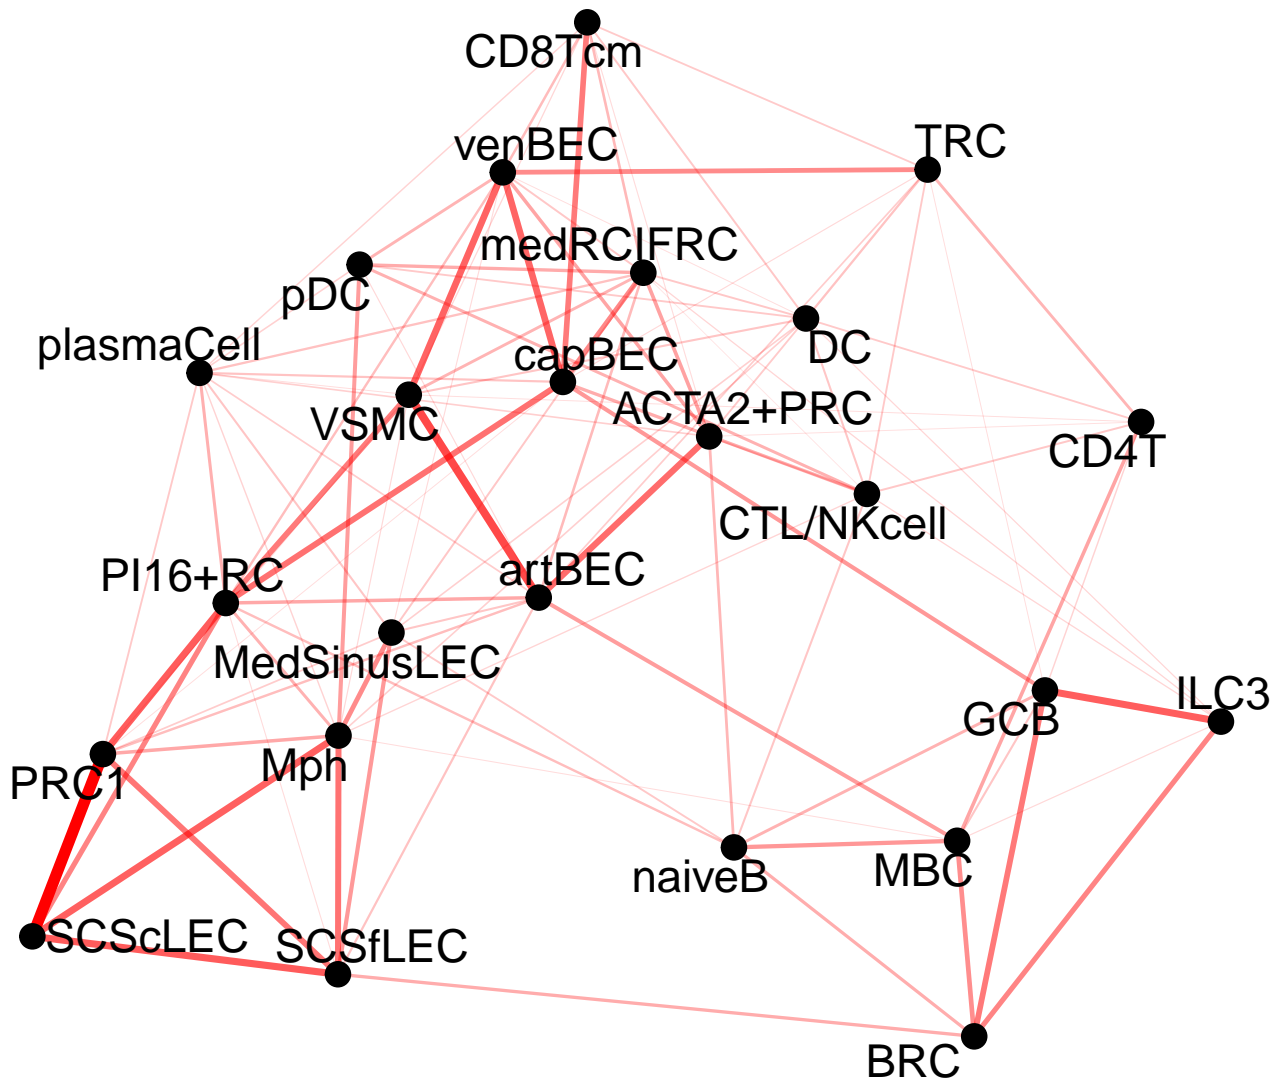 CD8Tcm
venBEC
TRC
medRCIFRC
pDC
plasmaCell
DC
capBEC
ACTA2+PRC
VSMC
CD4T
CTL/NKcell
PI16+RC
artBEC
MedSinusLEC
ILC3
GCB
Mph
PRC1
naiveB
MBC
SCScLEC
SCSfLEC
BRC